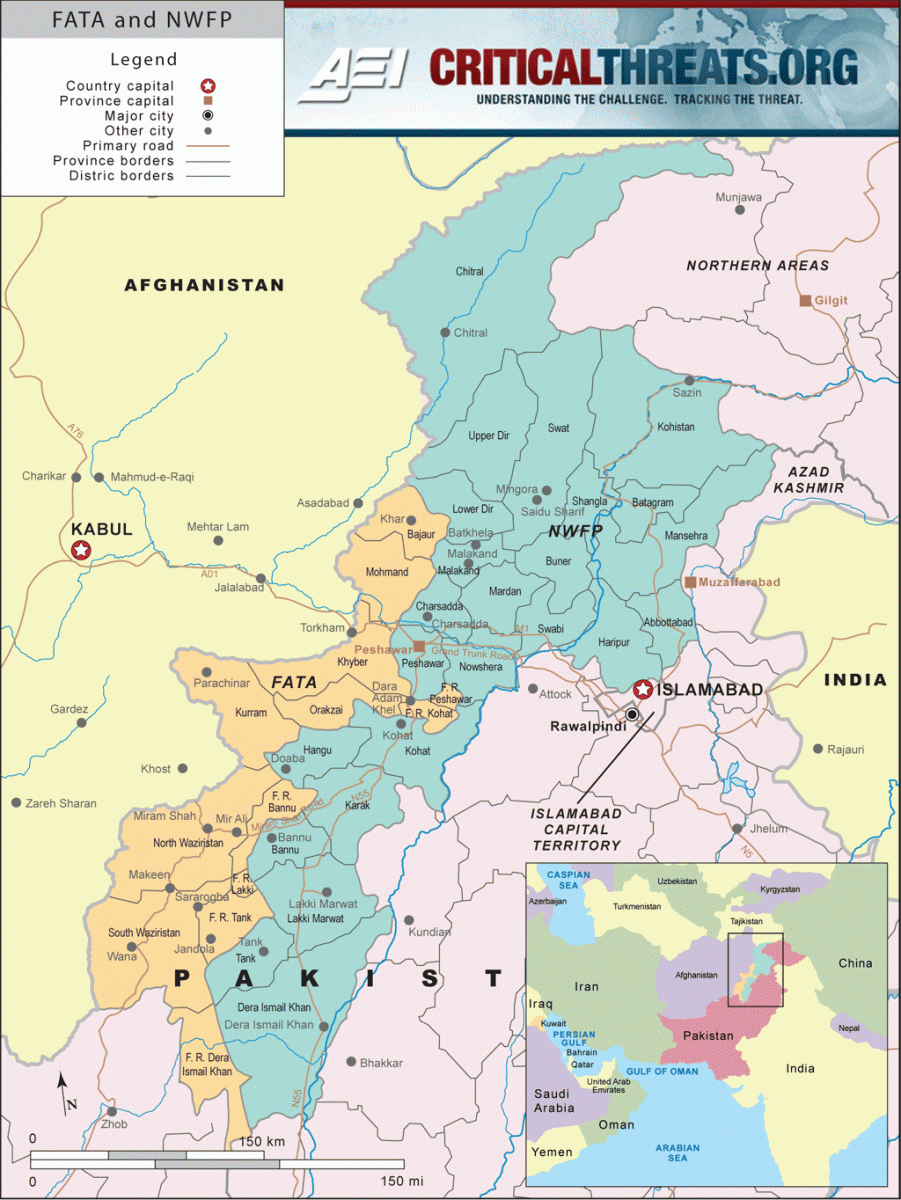 FATA and NWFP
Legend
Country capital
Province capital
Major city
Other city
Primary road
Province borders
Distric borders
AEI
CRITICALTHREATS.ORG
UNDERSTANDING THE CHALLENGE. TRACKING THE THREAT.
Munjawa
NORTHERN AREAS
Chitral
AFGHANISTAN
Gilgit
Chitral
Sazin
A76
Kohistan
Swat
Upper Dir
Charikar
Mahmud-e-Raqi
AZAD
KASHMIR
Mingora
Saidu Sharif
Shangla
Batagram
Asadabad
Lower Dir
Khar
Bajaur
KABUL
Mehtar Lam
Batkhela
NWFP
Mansehra
Malakand
Buner
Mohmand
Malakand
A01
Jalalabad
Muzaffarabad
Mardan
Charsadda
Charsadda
Abbottabad
Torkham
M1
Swabi
Haripur
Peshawar
Grand Trunk Road
Khyber
Peshawar
Nowshera
INDIA
Parachinar
FATA
Dara
Adam
Khel
F. R.
Peshawar
Attock
ISLAMABAD
Kurram
Orakzai
F. R. Kohat
Gardez
Rawalpindi
Kohat
Hangu
Kohat
Rajauri
Doaba
Khost
F. R.
Bannu
N55
Zareh Sharan
Karak
ISLAMABAD
CAPITAL
TERRITORY
Miram Shah
Mir Ali
Miram Shah Road
Jhelum
North Waziristan
Bannu
Bannu
N5
Makeen
F. R.
Lakki
Sararogha
Lakki Marwat
Lakki Marwat
F. R. Tank
South Waziristan
Kundian
Wana
Jandola
Tank
Tank
PAKIST
Dera Ismail Khan
Dera Ismail Khan
F. R. Dera
Ismail Khan
Bhakkar
N55
N
Zhob
0
150 km
0
150 mi
CASPIAN
SEA
Uzbekistan
Kyrgyzstan
Azerbaijan
Turkmenistan
Tajikistan
China
Afghanistan
Iran
Iraq
Kuwait
Pakistan
Nepal
PERSIAN
GULF
Bahrain
Qatar
India
GULF OF OMAN
United Arab
Emirates
Saudi
Arabia
Oman
Yemen
ARABIAN
SEA